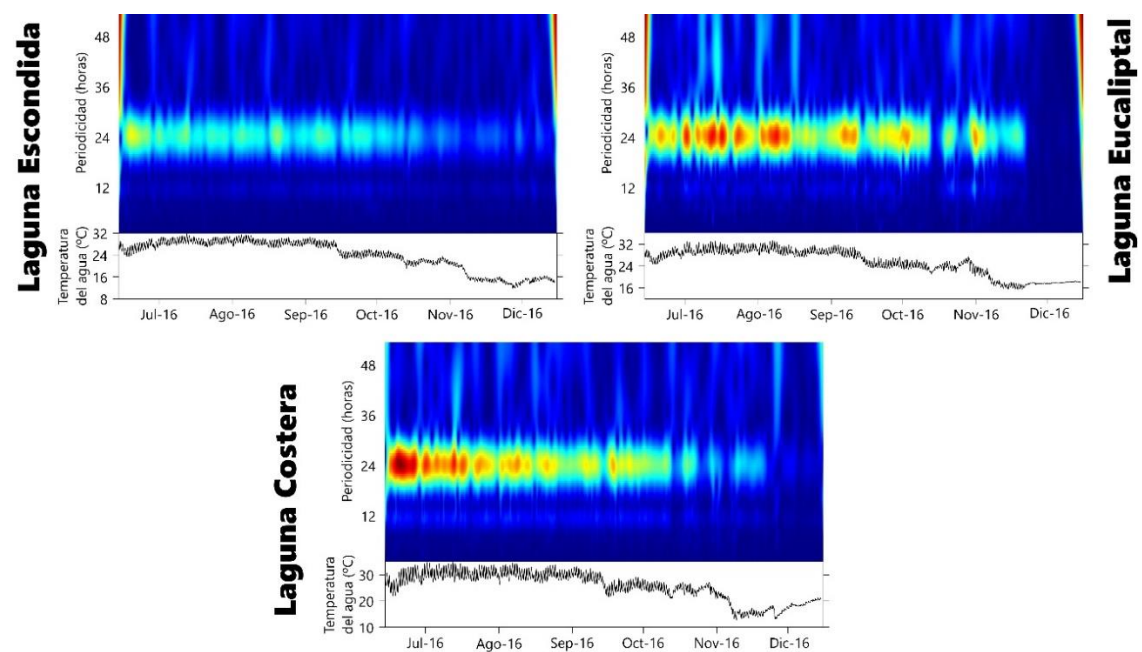 Laguna Escondida
Periodicidad (horas)
48
36
24
12
Temperatura
del agua (ºC)
32
24
16
8
Jul-16 Ago-16 Sep-16 Oct-16 Nov-16 Dic-16
Laguna Eucaliptal
Periodicidad (horas)
48
36
24
12
Temperatura
del agua (ºC)
32
24
16
Jul-16 Ago-16 Sep-16 Oct-16 Nov-16 Dic-16
Laguna Costera
Periodicidad (horas)
48
36
24
12
Temperatura
del agua (ºC)
30
20
10
Jul-16 Ago-16 Sep-16 Oct-16 Nov-16 Dic-16